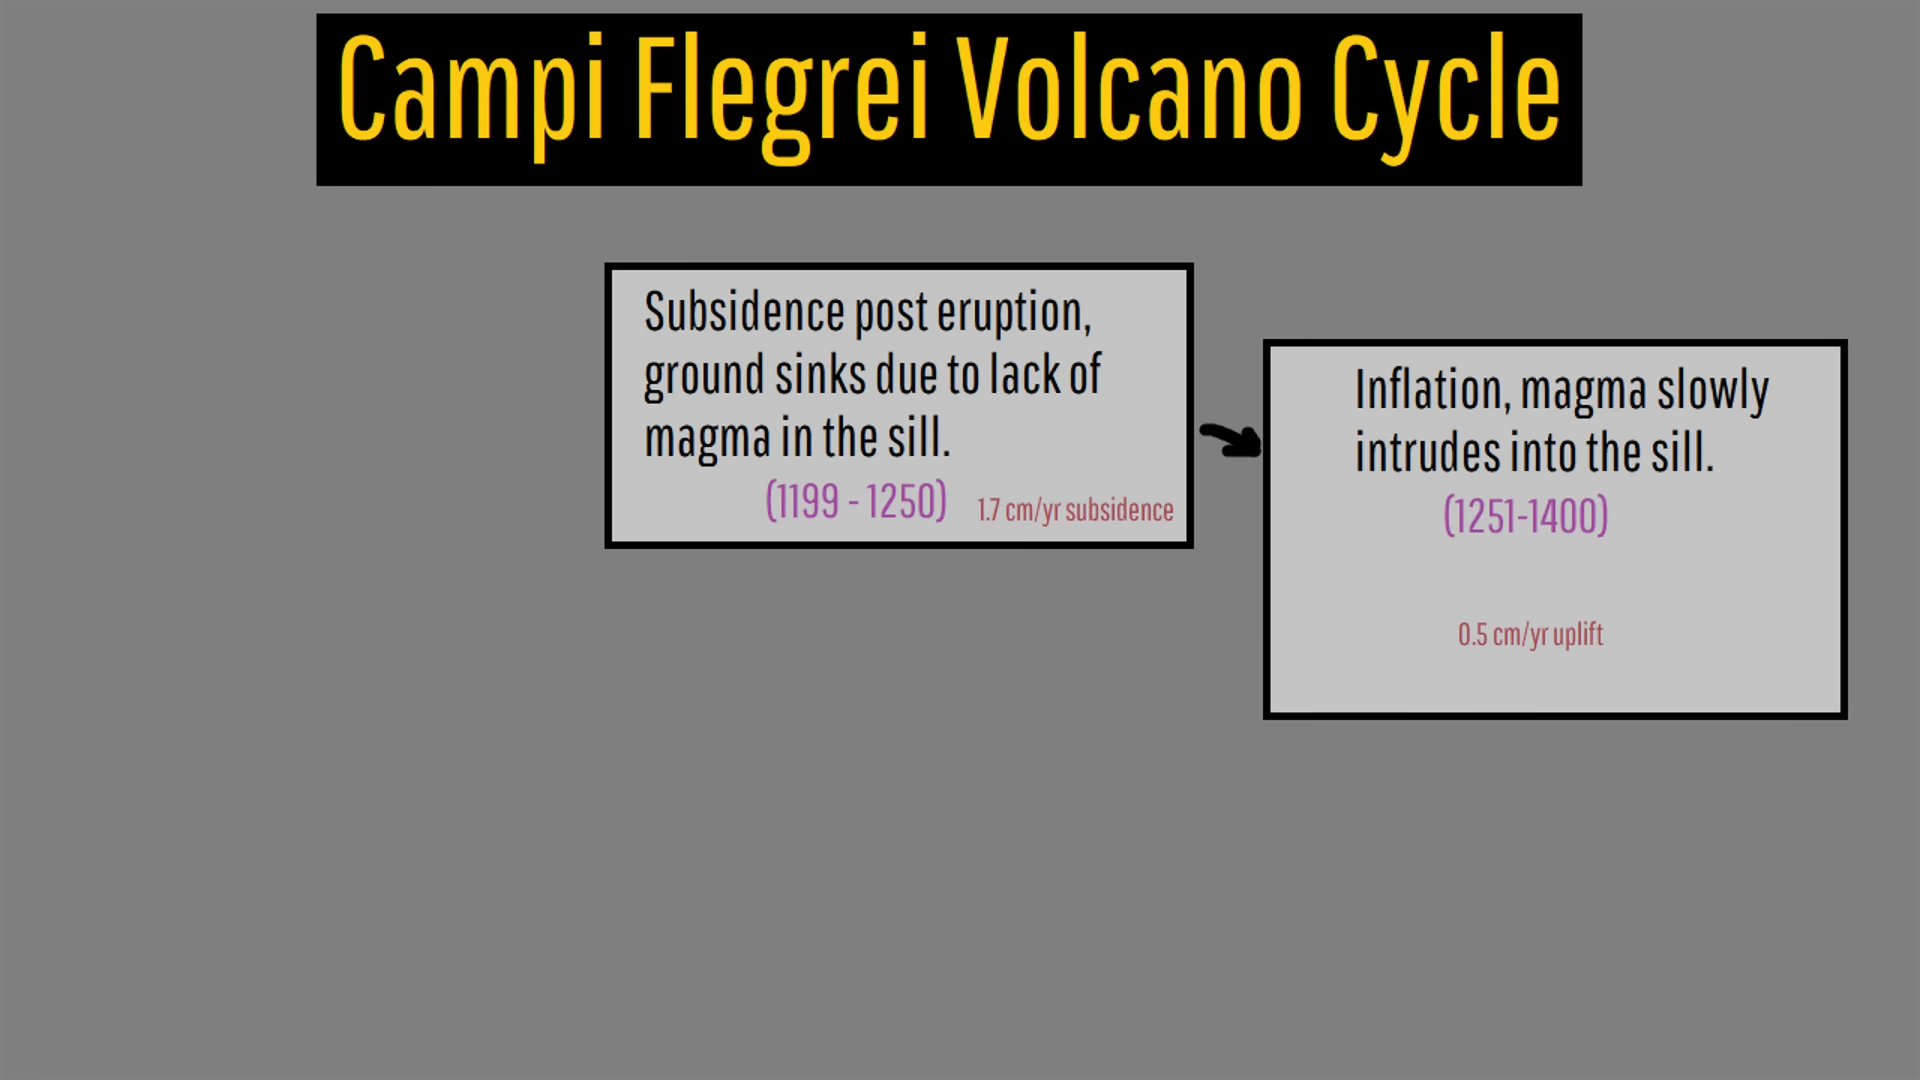 Campi Flegrei Volcano Cycle
Subsidence post eruption,
ground sinks due to lack of
magma in the sill.
(1199 - 1250) 1.7 cm/yr subsidence
Inflation, magma slowly
intrudes into the sill.
(1251-1400)
0.5 cm/yr uplift